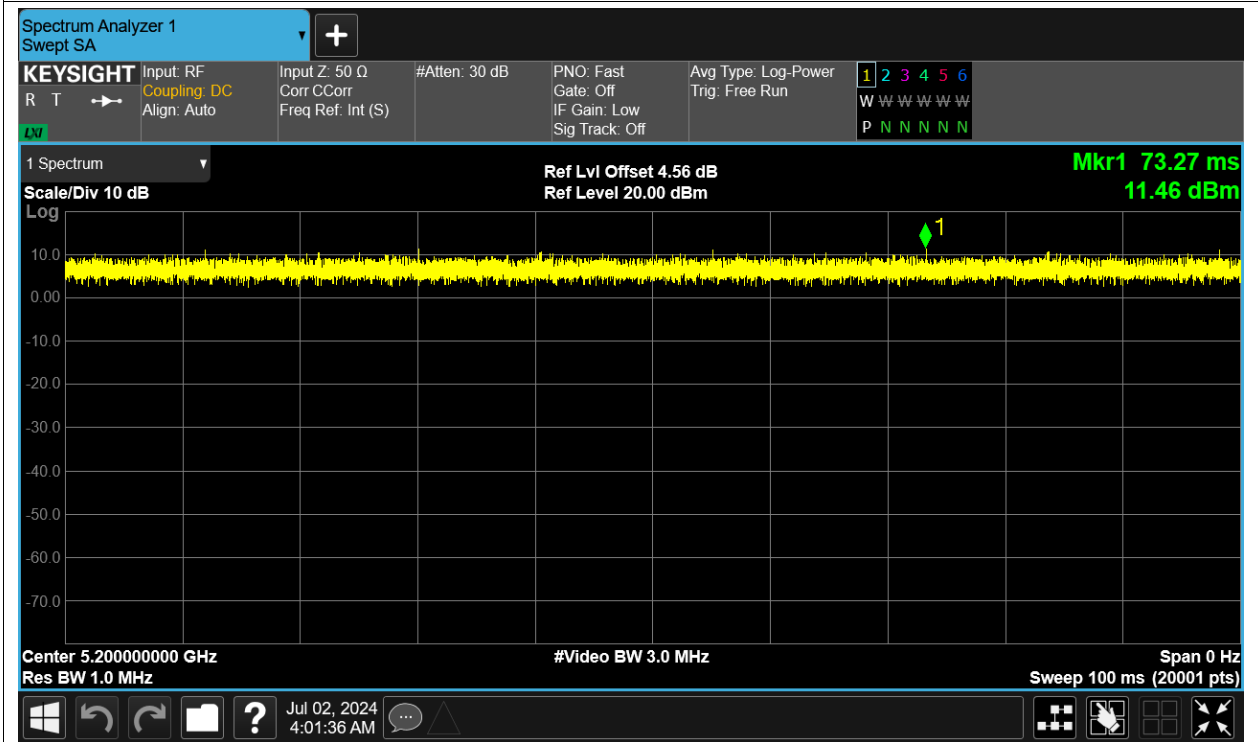 Spectrum Analyzer 1
Swept SA
KEYSIGHT
R T
LXI
Input: RF
Coupling: DC
Align: Auto
Input Z: 50 Ω
Corr CCorr
Freq Ref: Int (S)
#Atten: 30 dB
PNO: Fast
Gate: Off
IF Gain: Low
Sig Track: Off
Avg Type: Log-Power
Trig: Free Run
1 2 3 4 5 6
W W W W W W
P N N N N N
1 Spectrum
Scale/Div 10 dB
Log
Ref Lvl Offset 4.56 dB
Ref Level 20.00 dBm
Mkr1 73.27 ms
11.46 dBm
1
10.0
0.00
-10.0
-20.0
-30.0
-40.0
-50.0
-60.0
-70.0
Center 5.200000000 GHz
Res BW 1.0 MHz
#Video BW 3.0 MHz
Span 0 Hz
Sweep 100 ms (20001 pts)
?
Jul 02, 2024
4:01:36 AM